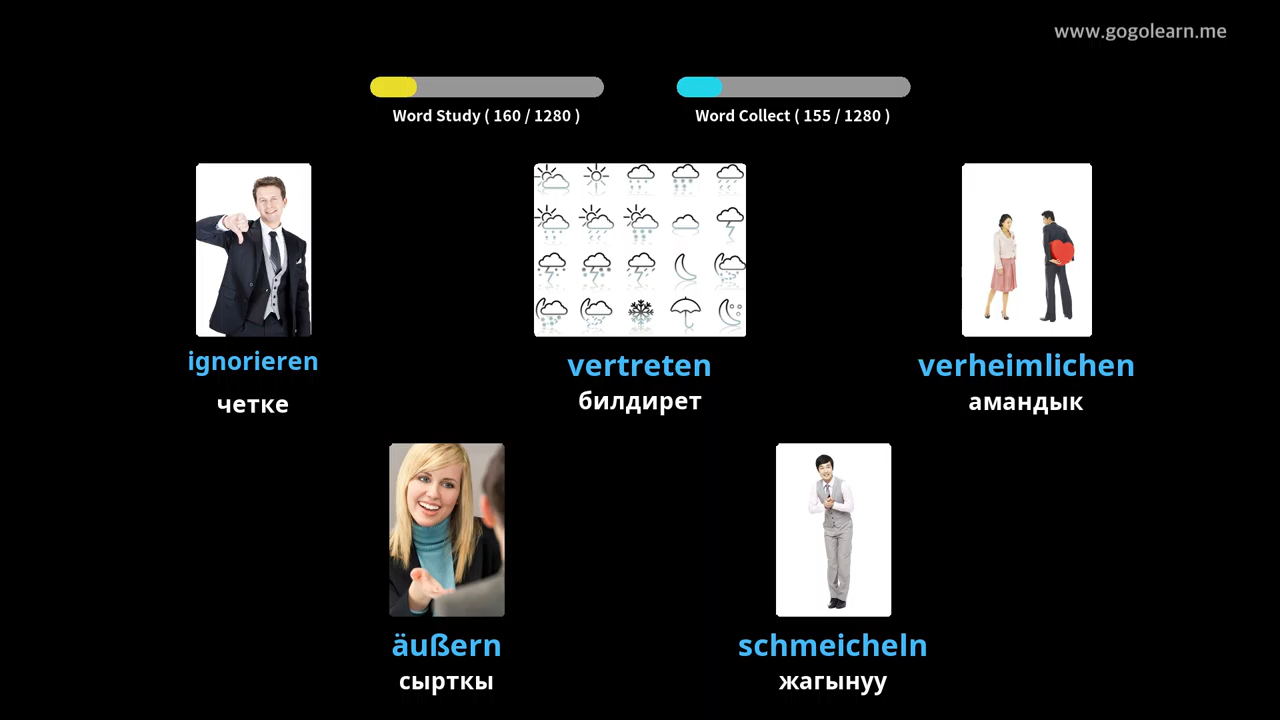 www.gogolearn.me
Word Study ( 160 / 1280 )
Word Collect ( 155 / 1280 )
ignorieren
четке
vertreten
билдирет
verheimlichen
амандык
äußern
сырткы
schmeicheln
жагынуу